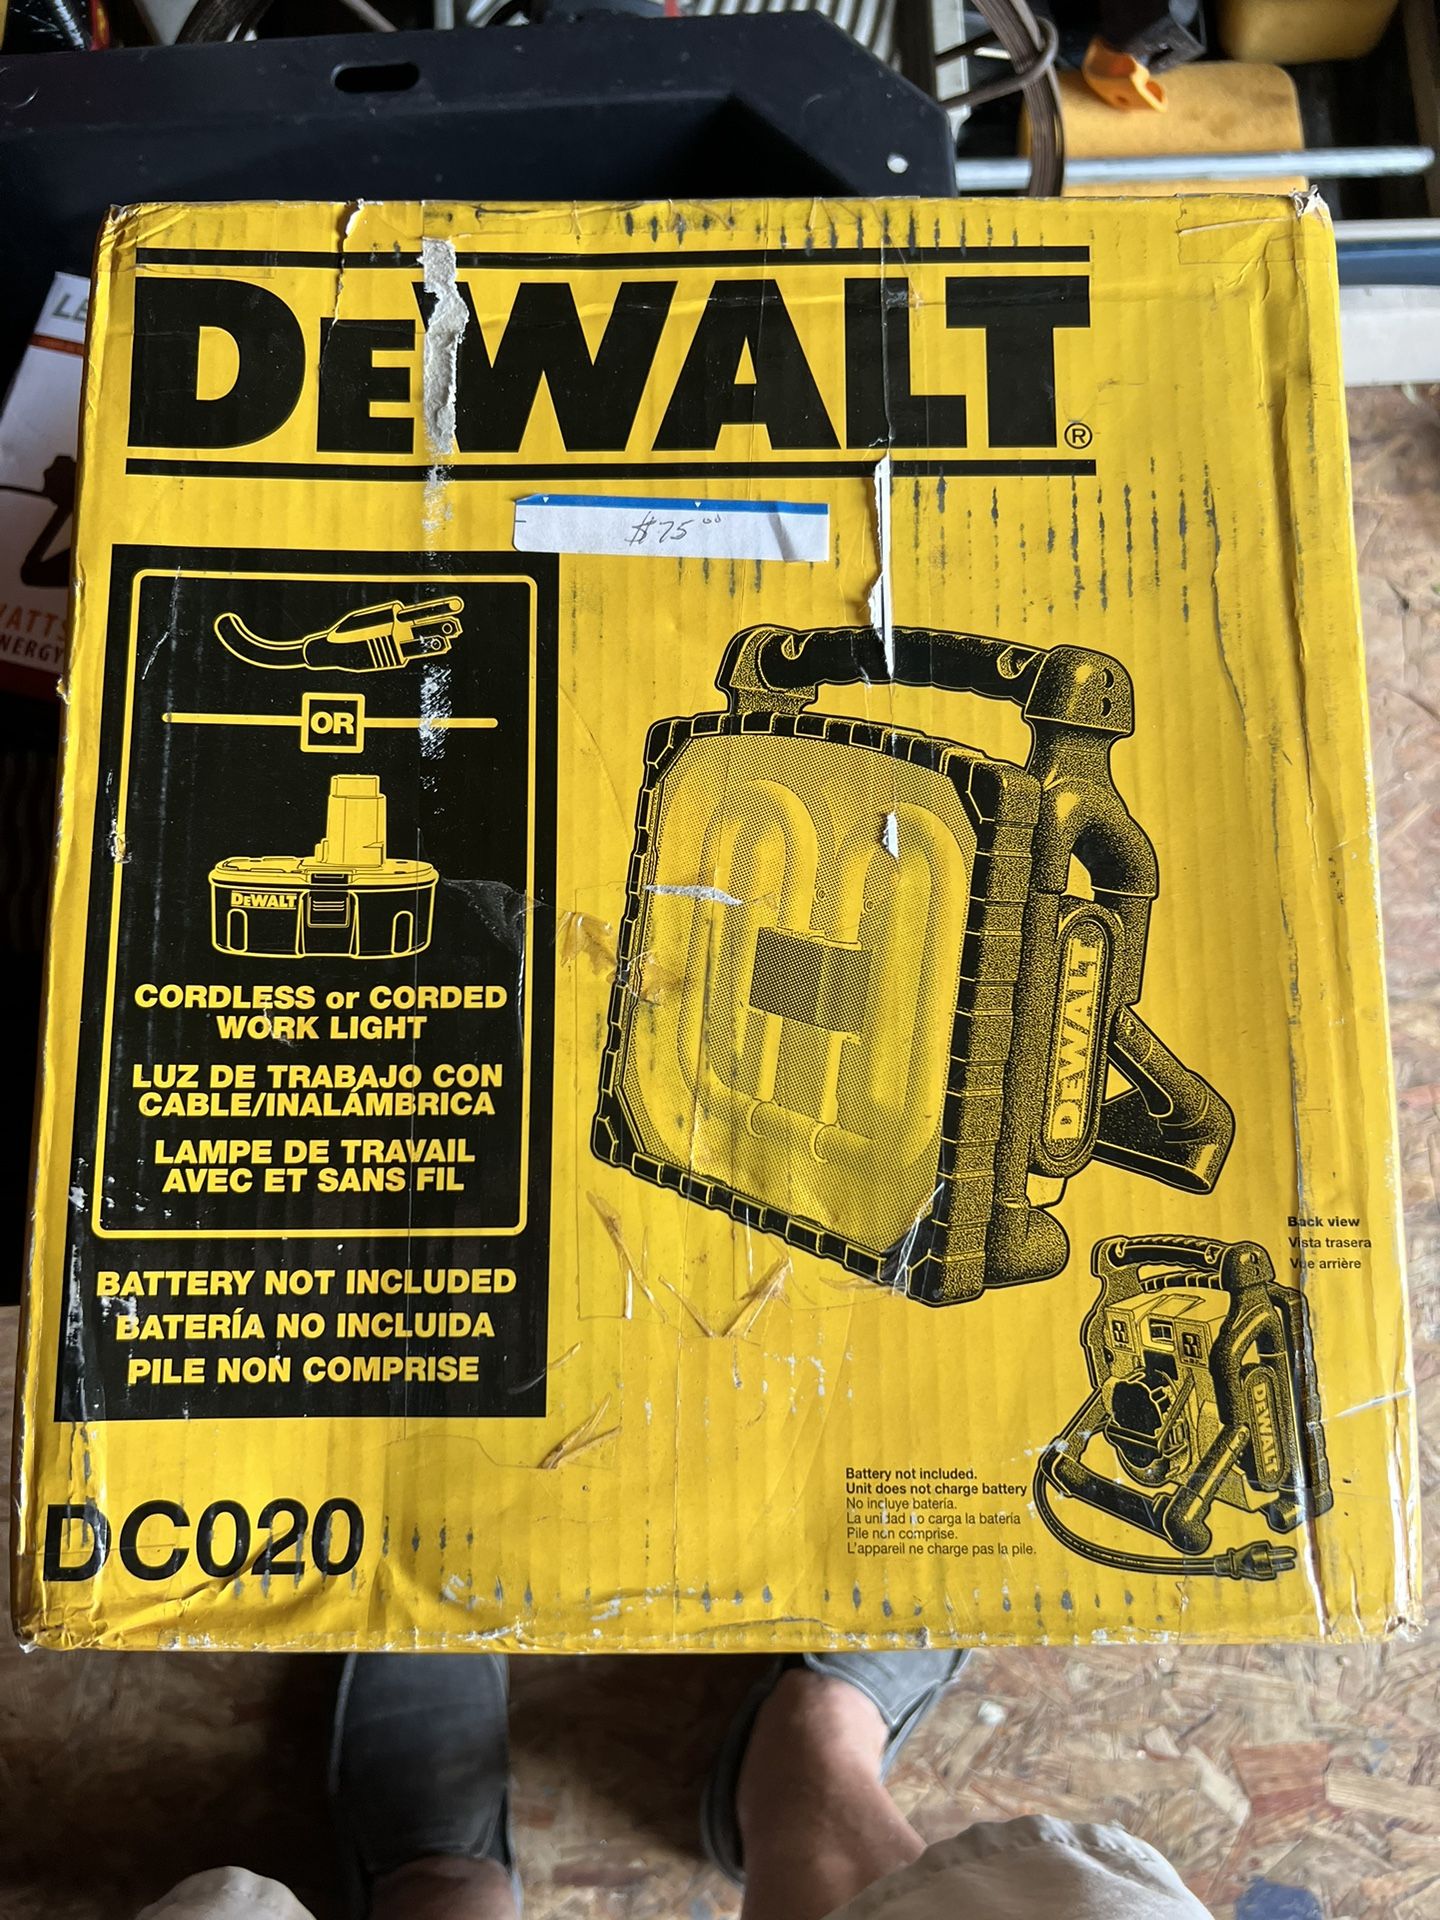 DEWALT®
$75.00
OR
DEWALT
CORDLESS or CORDED
WORK LIGHT
LUZ DE TRABAJO CON
CABLE/INALÁMBRICA
LAMPE DE TRAVAIL
AVEC ET SANS FIL
BATTERY NOT INCLUDED
BATERÍA NO INCLUIDA
PILE NON COMPRISE
DC020
DEWALT
Back view
Vista trasera
Vue arrière
DEWALT
Battery not included.
Unit does not charge battery
No incluye batería.
La unidad no carga la batería
Pile non comprise.
L'appareil ne charge pas la pile.